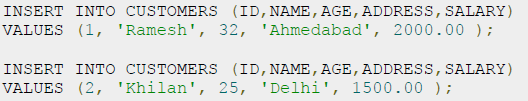 INSERT INTO CUSTOMERS (ID,NAME,AGE,ADDRESS,SALARY)
VALUES (1, 'Ramesh', 32, 'Ahmedabad', 2000.00 );
INSERT INTO CUSTOMERS (ID,NAME,AGE,ADDRESS,SALARY)
VALUES (2, 'Khilan', 25, 'Delhi', 1500.00 );